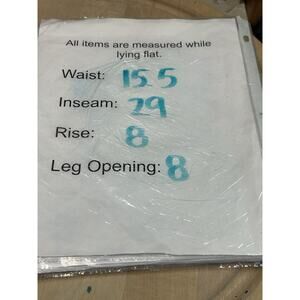 All items are measured while
lying flat.
Waist: 15.5
Inseam: 29
Rise: 8
Leg Opening: 8